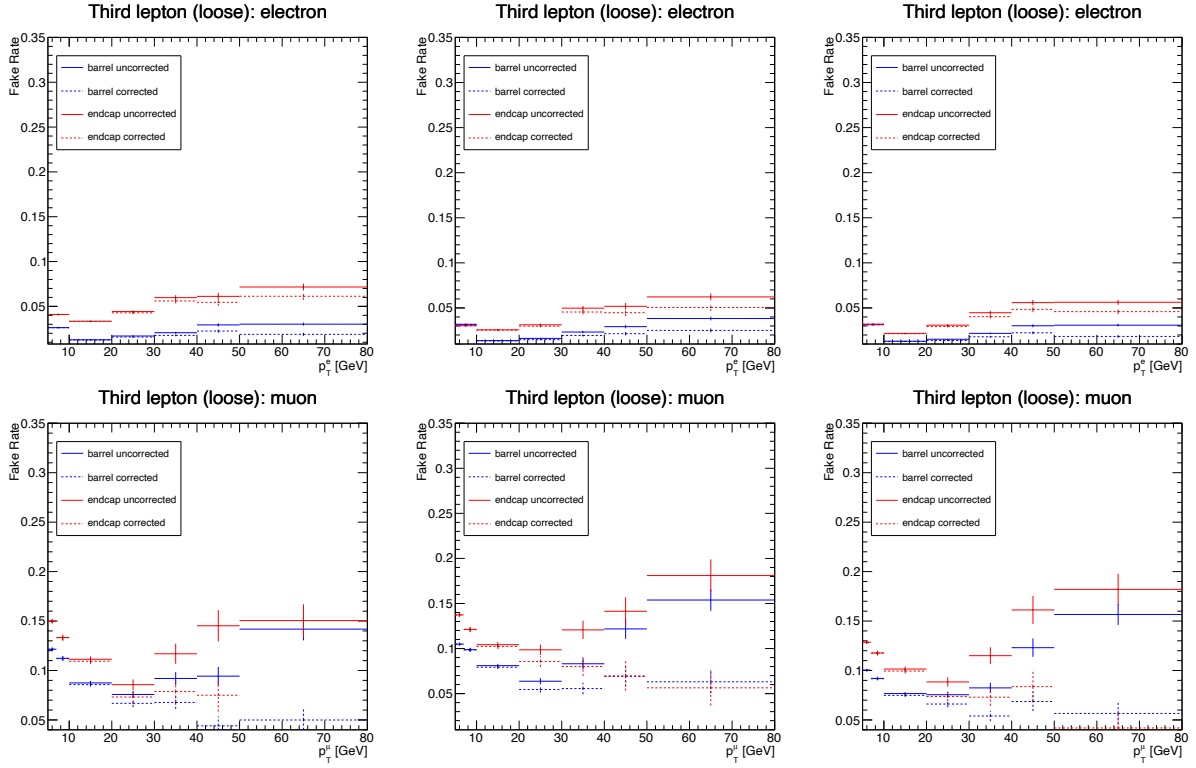 Third lepton (loose): electron
Fake Rate
0.35
0.3
0.25
0.2
0.15
0.1
0.05
barrel uncorrected
barrel corrected
endcap uncorrected
endcap corrected
10 20 30 40 50 60 70 80
p_T^e [GeV]
Third lepton (loose): electron
Fake Rate
0.35
0.3
0.25
0.2
0.15
0.1
0.05
barrel uncorrected
barrel corrected
endcap uncorrected
endcap corrected
10 20 30 40 50 60 70 80
p_T^e [GeV]
Third lepton (loose): electron
Fake Rate
0.35
0.3
0.25
0.2
0.15
0.1
0.05
barrel uncorrected
barrel corrected
endcap uncorrected
endcap corrected
10 20 30 40 50 60 70 80
p_T^e [GeV]
Third lepton (loose): muon
Fake Rate
0.35
0.3
0.25
0.2
0.15
0.1
0.05
barrel uncorrected
barrel corrected
endcap uncorrected
endcap corrected
10 20 30 40 50 60 70 80
p_T^μ [GeV]
Third lepton (loose): muon
Fake Rate
0.35
0.3
0.25
0.2
0.15
0.1
0.05
barrel uncorrected
barrel corrected
endcap uncorrected
endcap corrected
10 20 30 40 50 60 70 80
p_T^μ [GeV]
Third lepton (loose): muon
Fake Rate
0.35
0.3
0.25
0.2
0.15
0.1
0.05
barrel uncorrected
barrel corrected
endcap uncorrected
endcap corrected
10 20 30 40 50 60 70 80
p_T^μ [GeV]